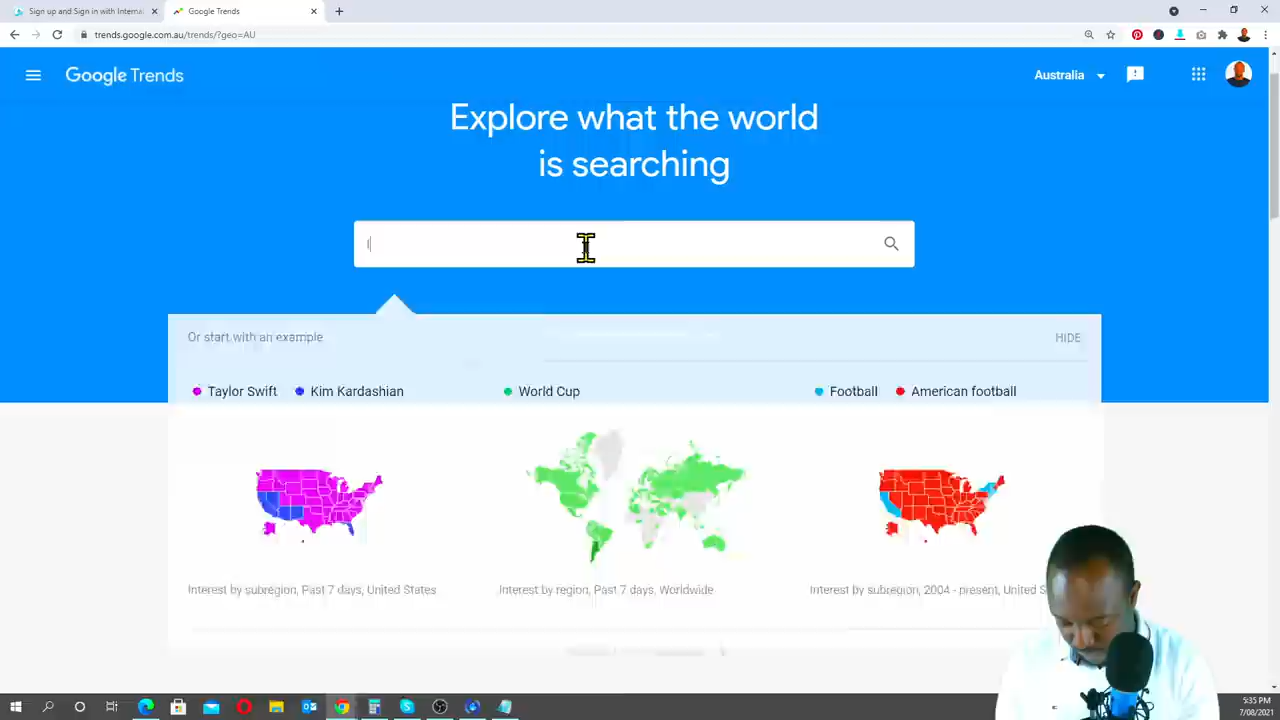 Sign up and Sign in with Internal
Google Trends
trends.google.com.au/trends/?geo=AU
Google Trends
Australia
Explore what the world
is searching
Or start with an example
HIDE
Taylor Swift
Kim Kardashian
World Cup
Football
American football
Interest by subregion, Past 7 days, United States
Interest by region, Past 7 days, Worldwide
Interest by subregion, 2004 - present, United S
5:35 PM
7/08/2021